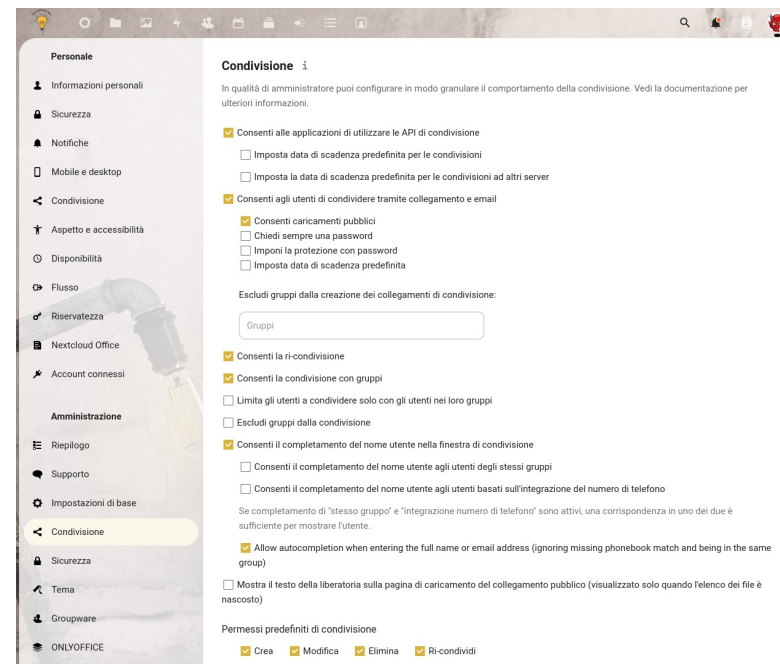 Personale
Informazioni personali
Sicurezza
Notifiche
Mobile e desktop
Condivisione
Aspetto e accessibilità
Disponibilità
Flusso
Riservatezza
Nextcloud Office
Account connessi
Amministrazione
Riepilogo
Supporto
Impostazioni di base
Condivisione
Sicurezza
Tema
Groupware
ONLYOFFICE
Condivisione i
In qualità di amministratore puoi configurare in modo granulare il comportamento della condivisione. Vedi la documentazione per
ulteriori informazioni.
Consenti alle applicazioni di utilizzare le API di condivisione
Imposta data di scadenza predefinita per le condivisioni
Imposta la data di scadenza predefinita per le condivisioni ad altri server
Consenti agli utenti di condividere tramite collegamento e email
Consenti caricamenti pubblici
Chiedi sempre una password
Imponi la protezione con password
Imposta data di scadenza predefinita
Escludi gruppi dalla creazione dei collegamenti di condivisione:
Gruppi
Consenti la ri-condivisione
Consenti la condivisione con gruppi
Limita gli utenti a condividere solo con gli utenti nei loro gruppi
Escludi gruppi dalla condivisione
Consenti il completamento del nome utente nella finestra di condivisione
Consenti il completamento del nome utente agli utenti degli stessi gruppi
Consenti il completamento del nome utente agli utenti basati sull'integrazione del numero di telefono
Se completamento di "stesso gruppo" e "integrazione numero di telefono" sono attivi, una corrispondenza in uno dei due è
sufficiente per mostrare l'utente.
Allow autocompletion when entering the full name or email address (ignoring missing phonebook match and being in the same
group)
Mostra il testo della liberatoria sulla pagina di caricamento del collegamento pubblico (visualizzato solo quando l'elenco dei file è
nascosto)
Permessi predefiniti di condivisione
Crea Modifica Elimina Ri-condividi